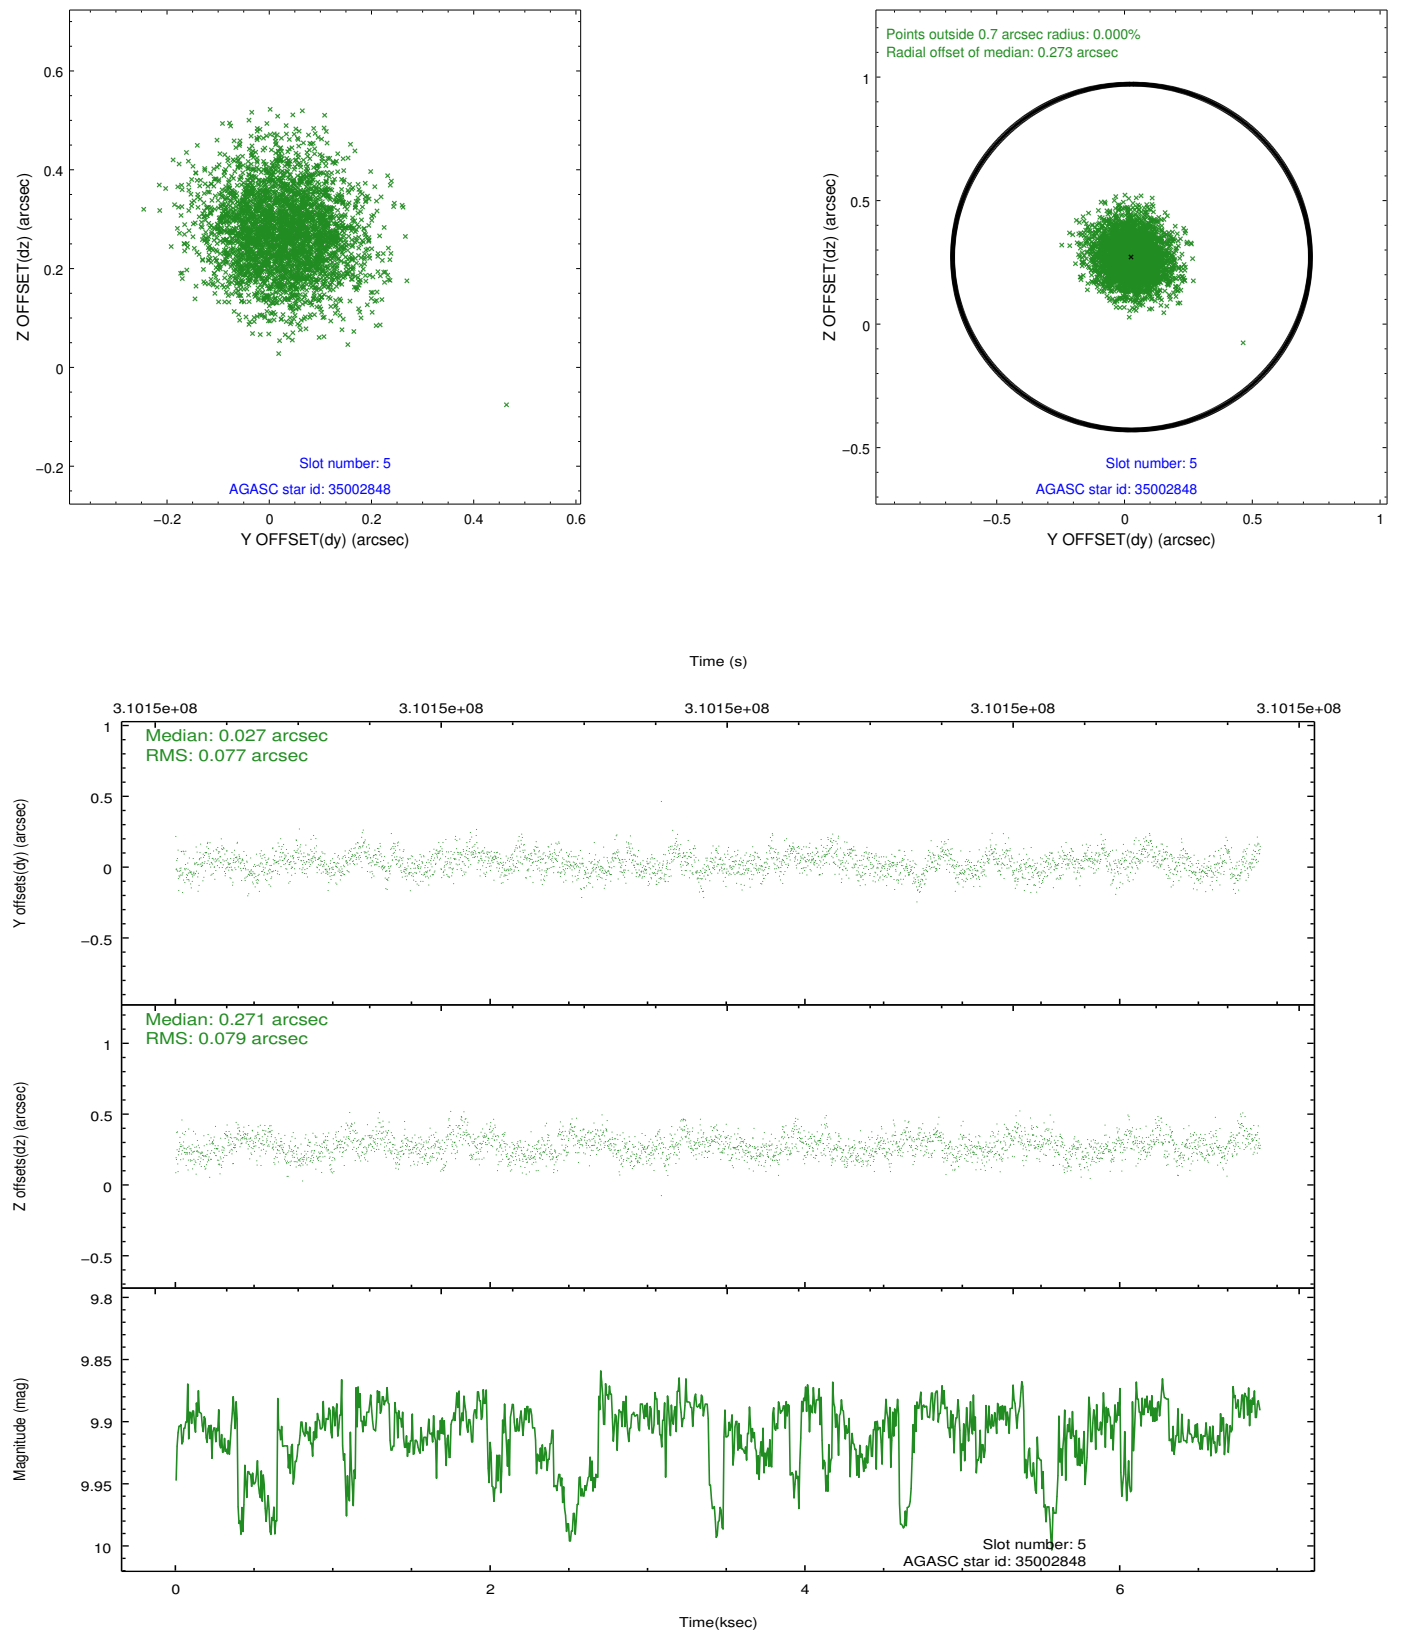 0.6
0.4
0.2
0
−0.2
−0.2
0
0.2
0.4
0.6
Z OFFSET(dz) (arcsec)
Y OFFSET(dy) (arcsec)
Slot number: 5
AGASC star id: 35002848
Points outside 0.7 arcsec radius: 0.000%
Radial offset of median: 0.273 arcsec
1
0.5
0
−0.5
−0.5
0
0.5
1
Z OFFSET(dz) (arcsec)
Y OFFSET(dy) (arcsec)
Slot number: 5
AGASC star id: 35002848
Time (s)
3.1015e+08
3.1015e+08
3.1015e+08
3.1015e+08
3.1015e+08
Median: 0.027 arcsec
RMS: 0.077 arcsec
1
0.5
0
−0.5
Y offsets(dy) (arcsec)
Median: 0.271 arcsec
RMS: 0.079 arcsec
1
0.5
0
−0.5
Z offsets(dz) (arcsec)
9.8
9.85
9.9
9.95
10
Magnitude (mag)
Slot number: 5
AGASC star id: 35002848
0
2
4
6
Time(ksec)